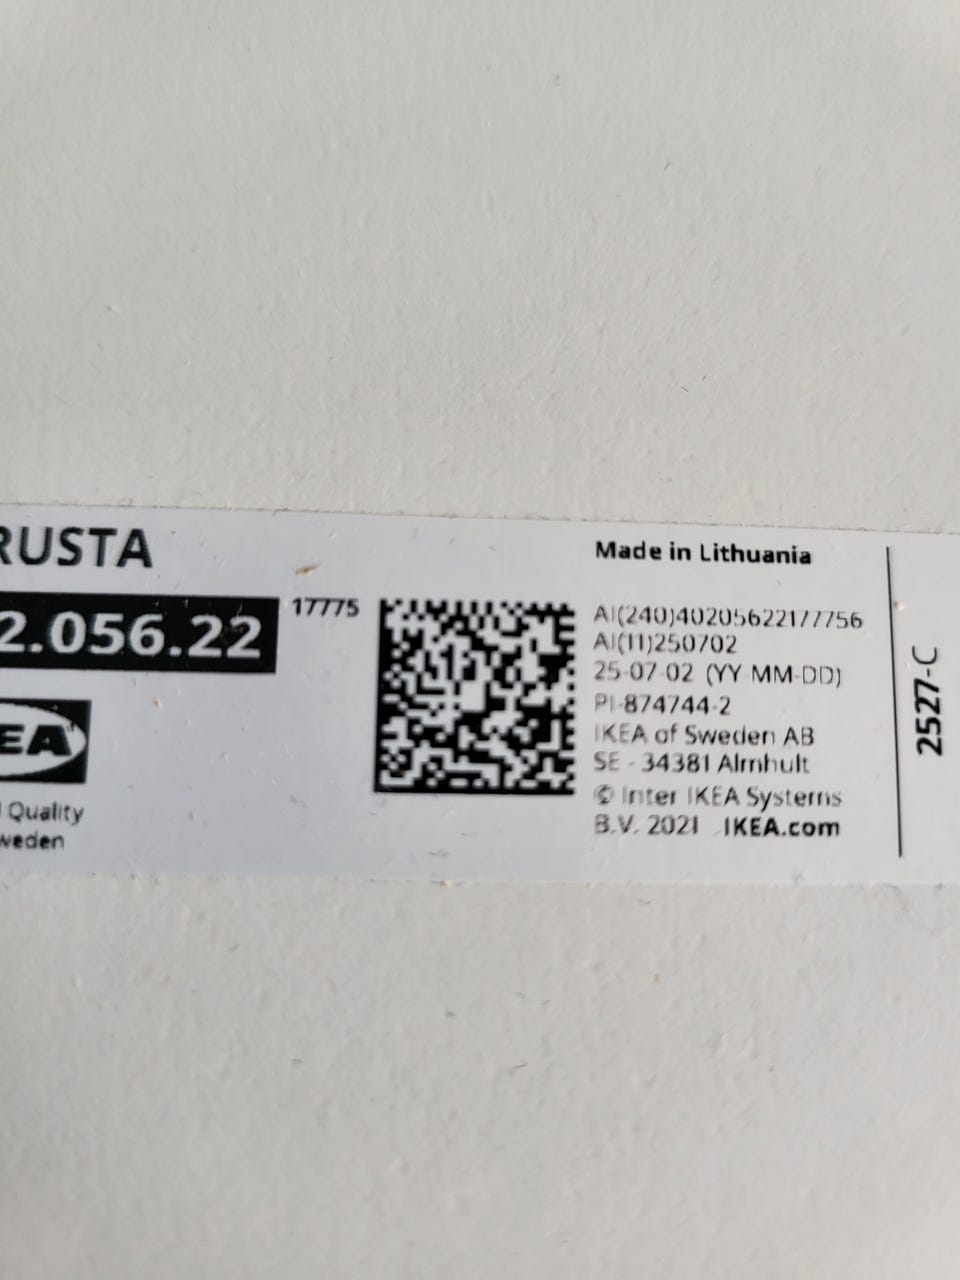 RUSTA
2.056.22
17775
EA
l Quality
weden
Made in Lithuania
AI(240)40205622177756
AI(11)250702
25-07-02 (YY-MM-DD)
PI-874744-2
IKEA of Sweden AB
SE - 34381 Älmhult
© Inter IKEA Systems
B.V. 2021 IKEA.com
2527-C